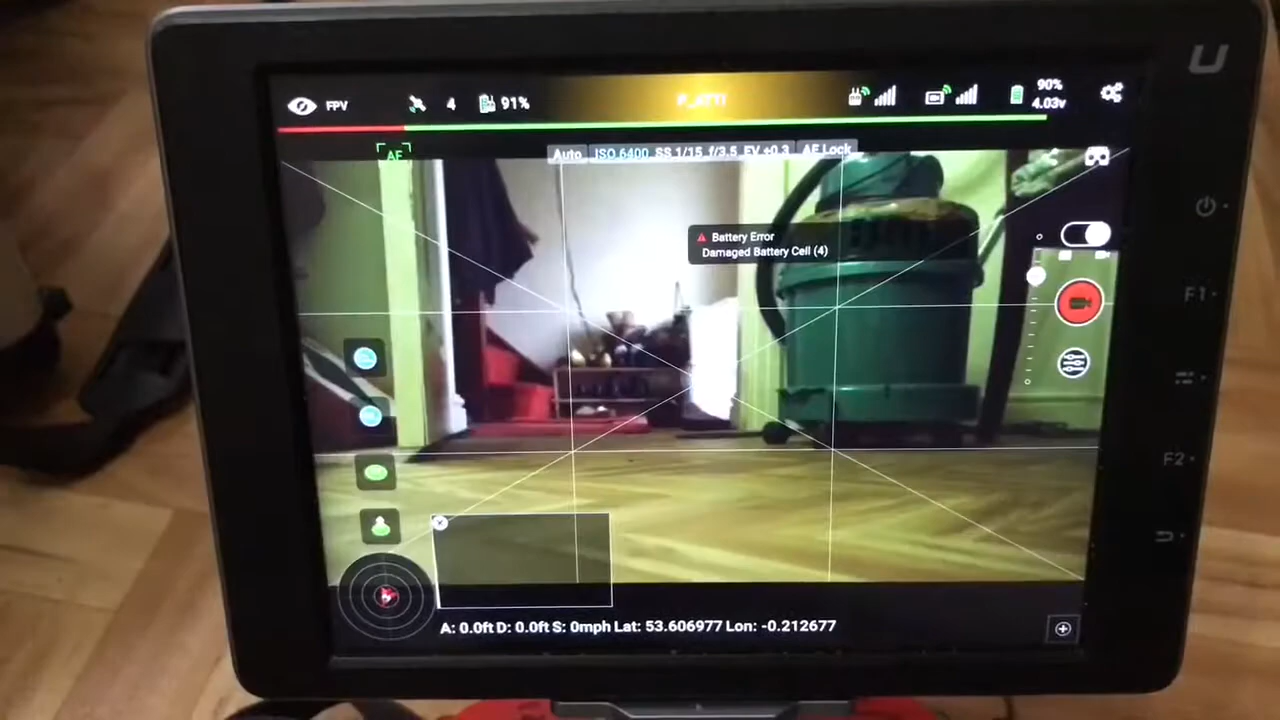 U
FPV 4 91% P_ATTI 90%
4.03v
AF
Auto ISO 6400 SS 1/15 f/3.5 EV +0.3 AE Lock
Battery Error
Damaged Battery Cell (4)
F1
F2
A: 0.0ft D: 0.0ft S: 0mph Lat: 53.606977 Lon: -0.212677